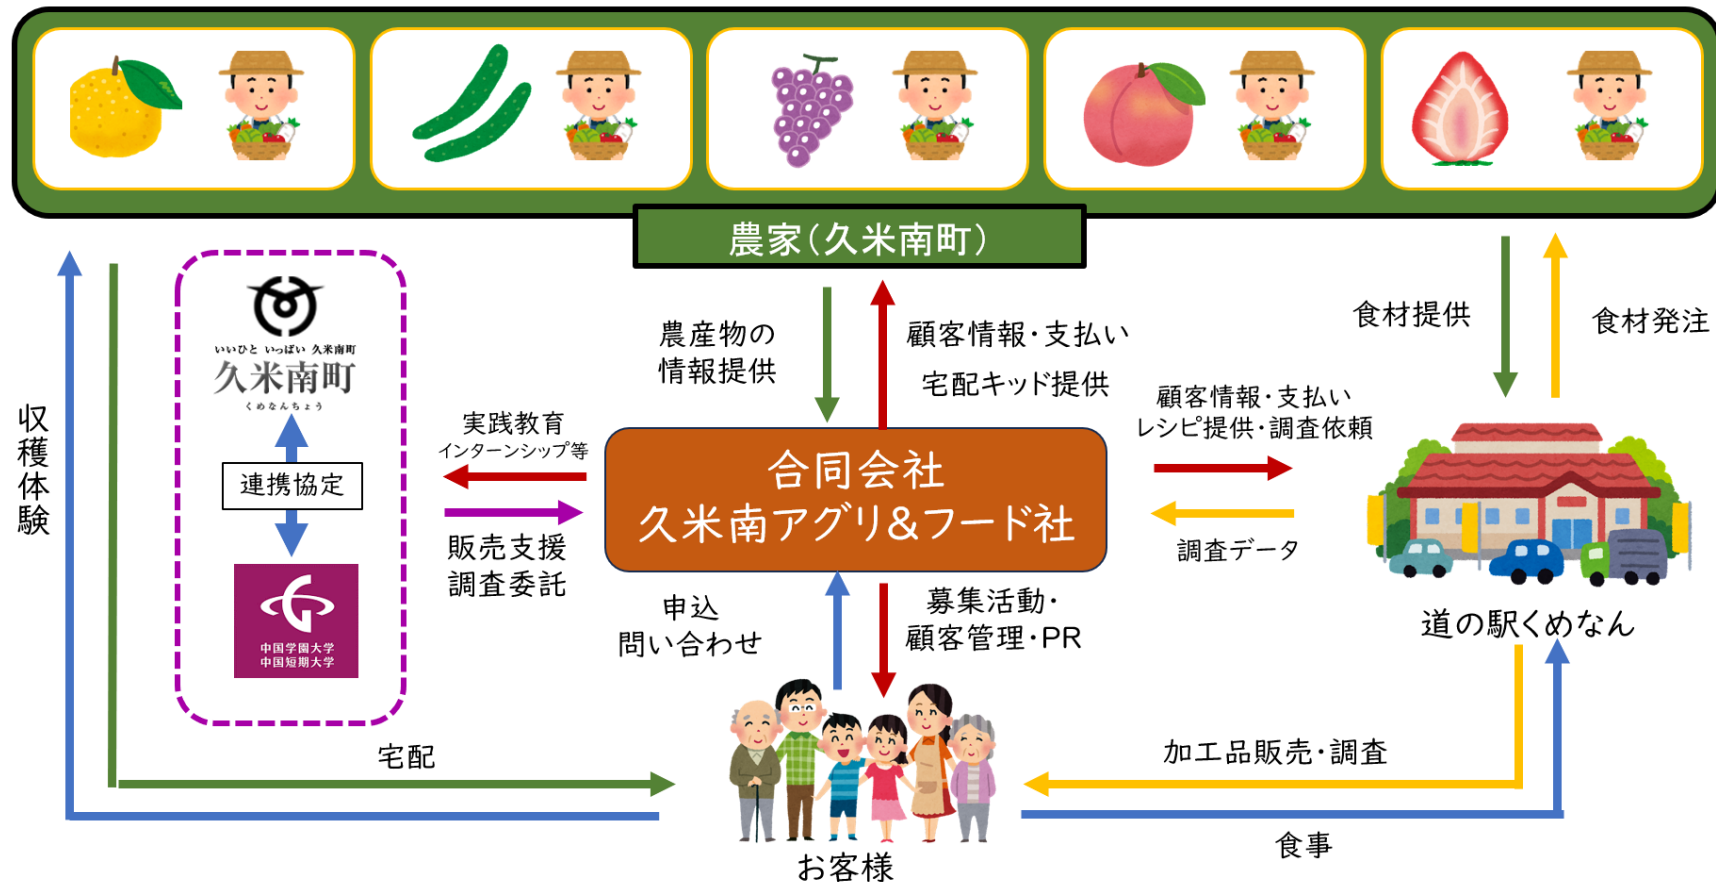 農家(久米南町)
農産物の
情報提供
顧客情報・支払い
宅配キッド提供
食材提供
食材発注
収穫体験
いいひと いっぱい 久米南町
久米南町
くめなんちょう
連携協定
中国学園大学
中国短期大学
実践教育
インターンシップ等
販売支援
調査委託
合同会社
久米南アグリ&フード社
顧客情報・支払い
レシピ提供・調査依頼
調査データ
道の駅くめなん
申込
問い合わせ
募集活動・
顧客管理・PR
宅配
加工品販売・調査
食事
お客様